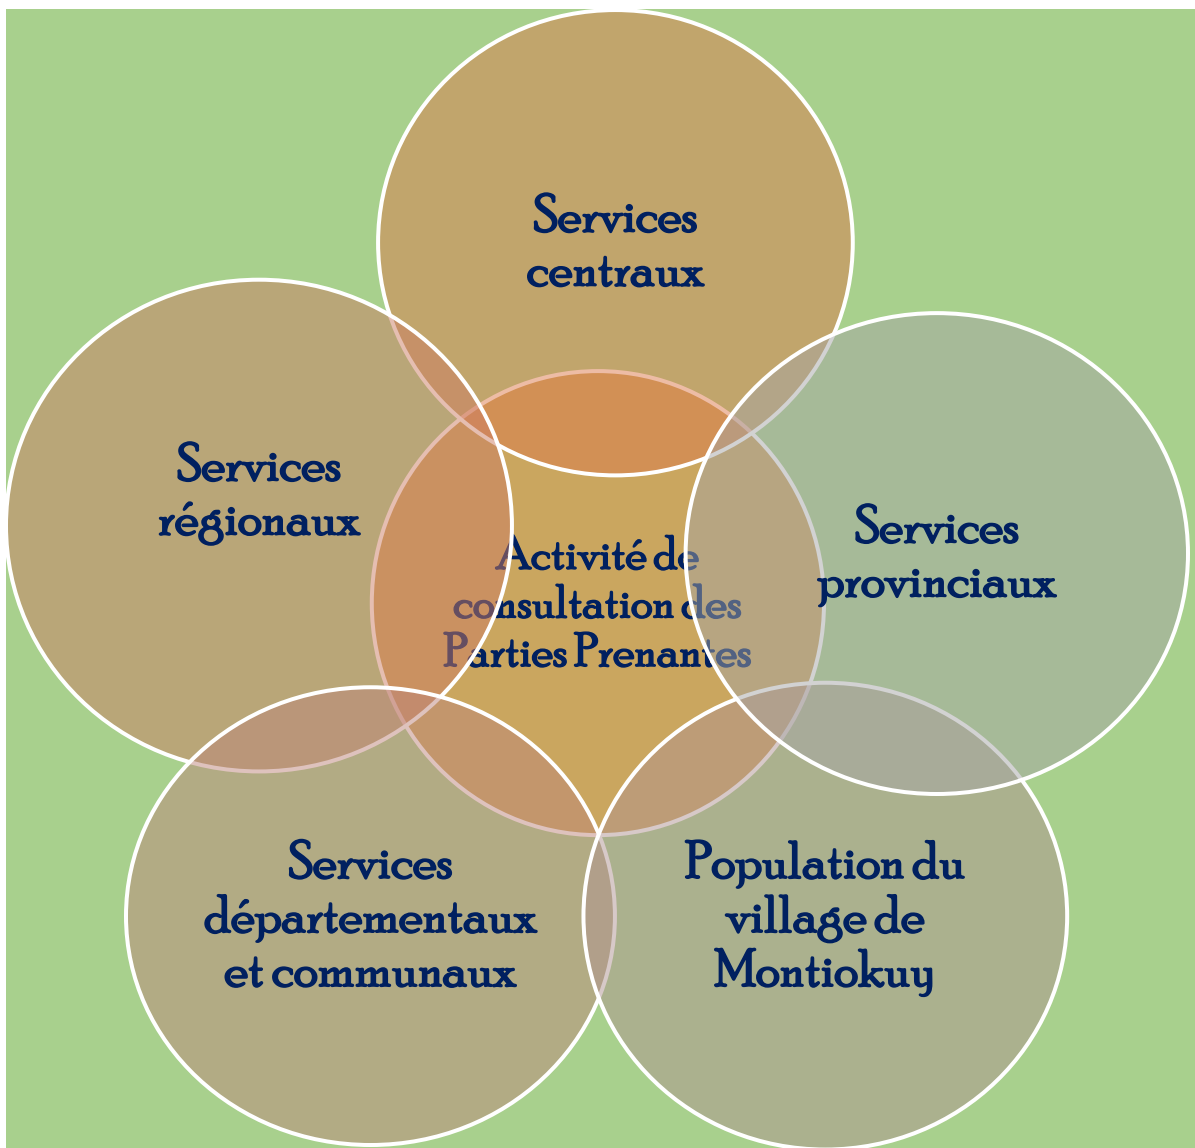 Services
centraux
Services
régionaux
Services
provinciaux
Activité de
consultation des
Parties Prenantes
Services
départementaux
et communaux
Population du
village de
Montiokuy